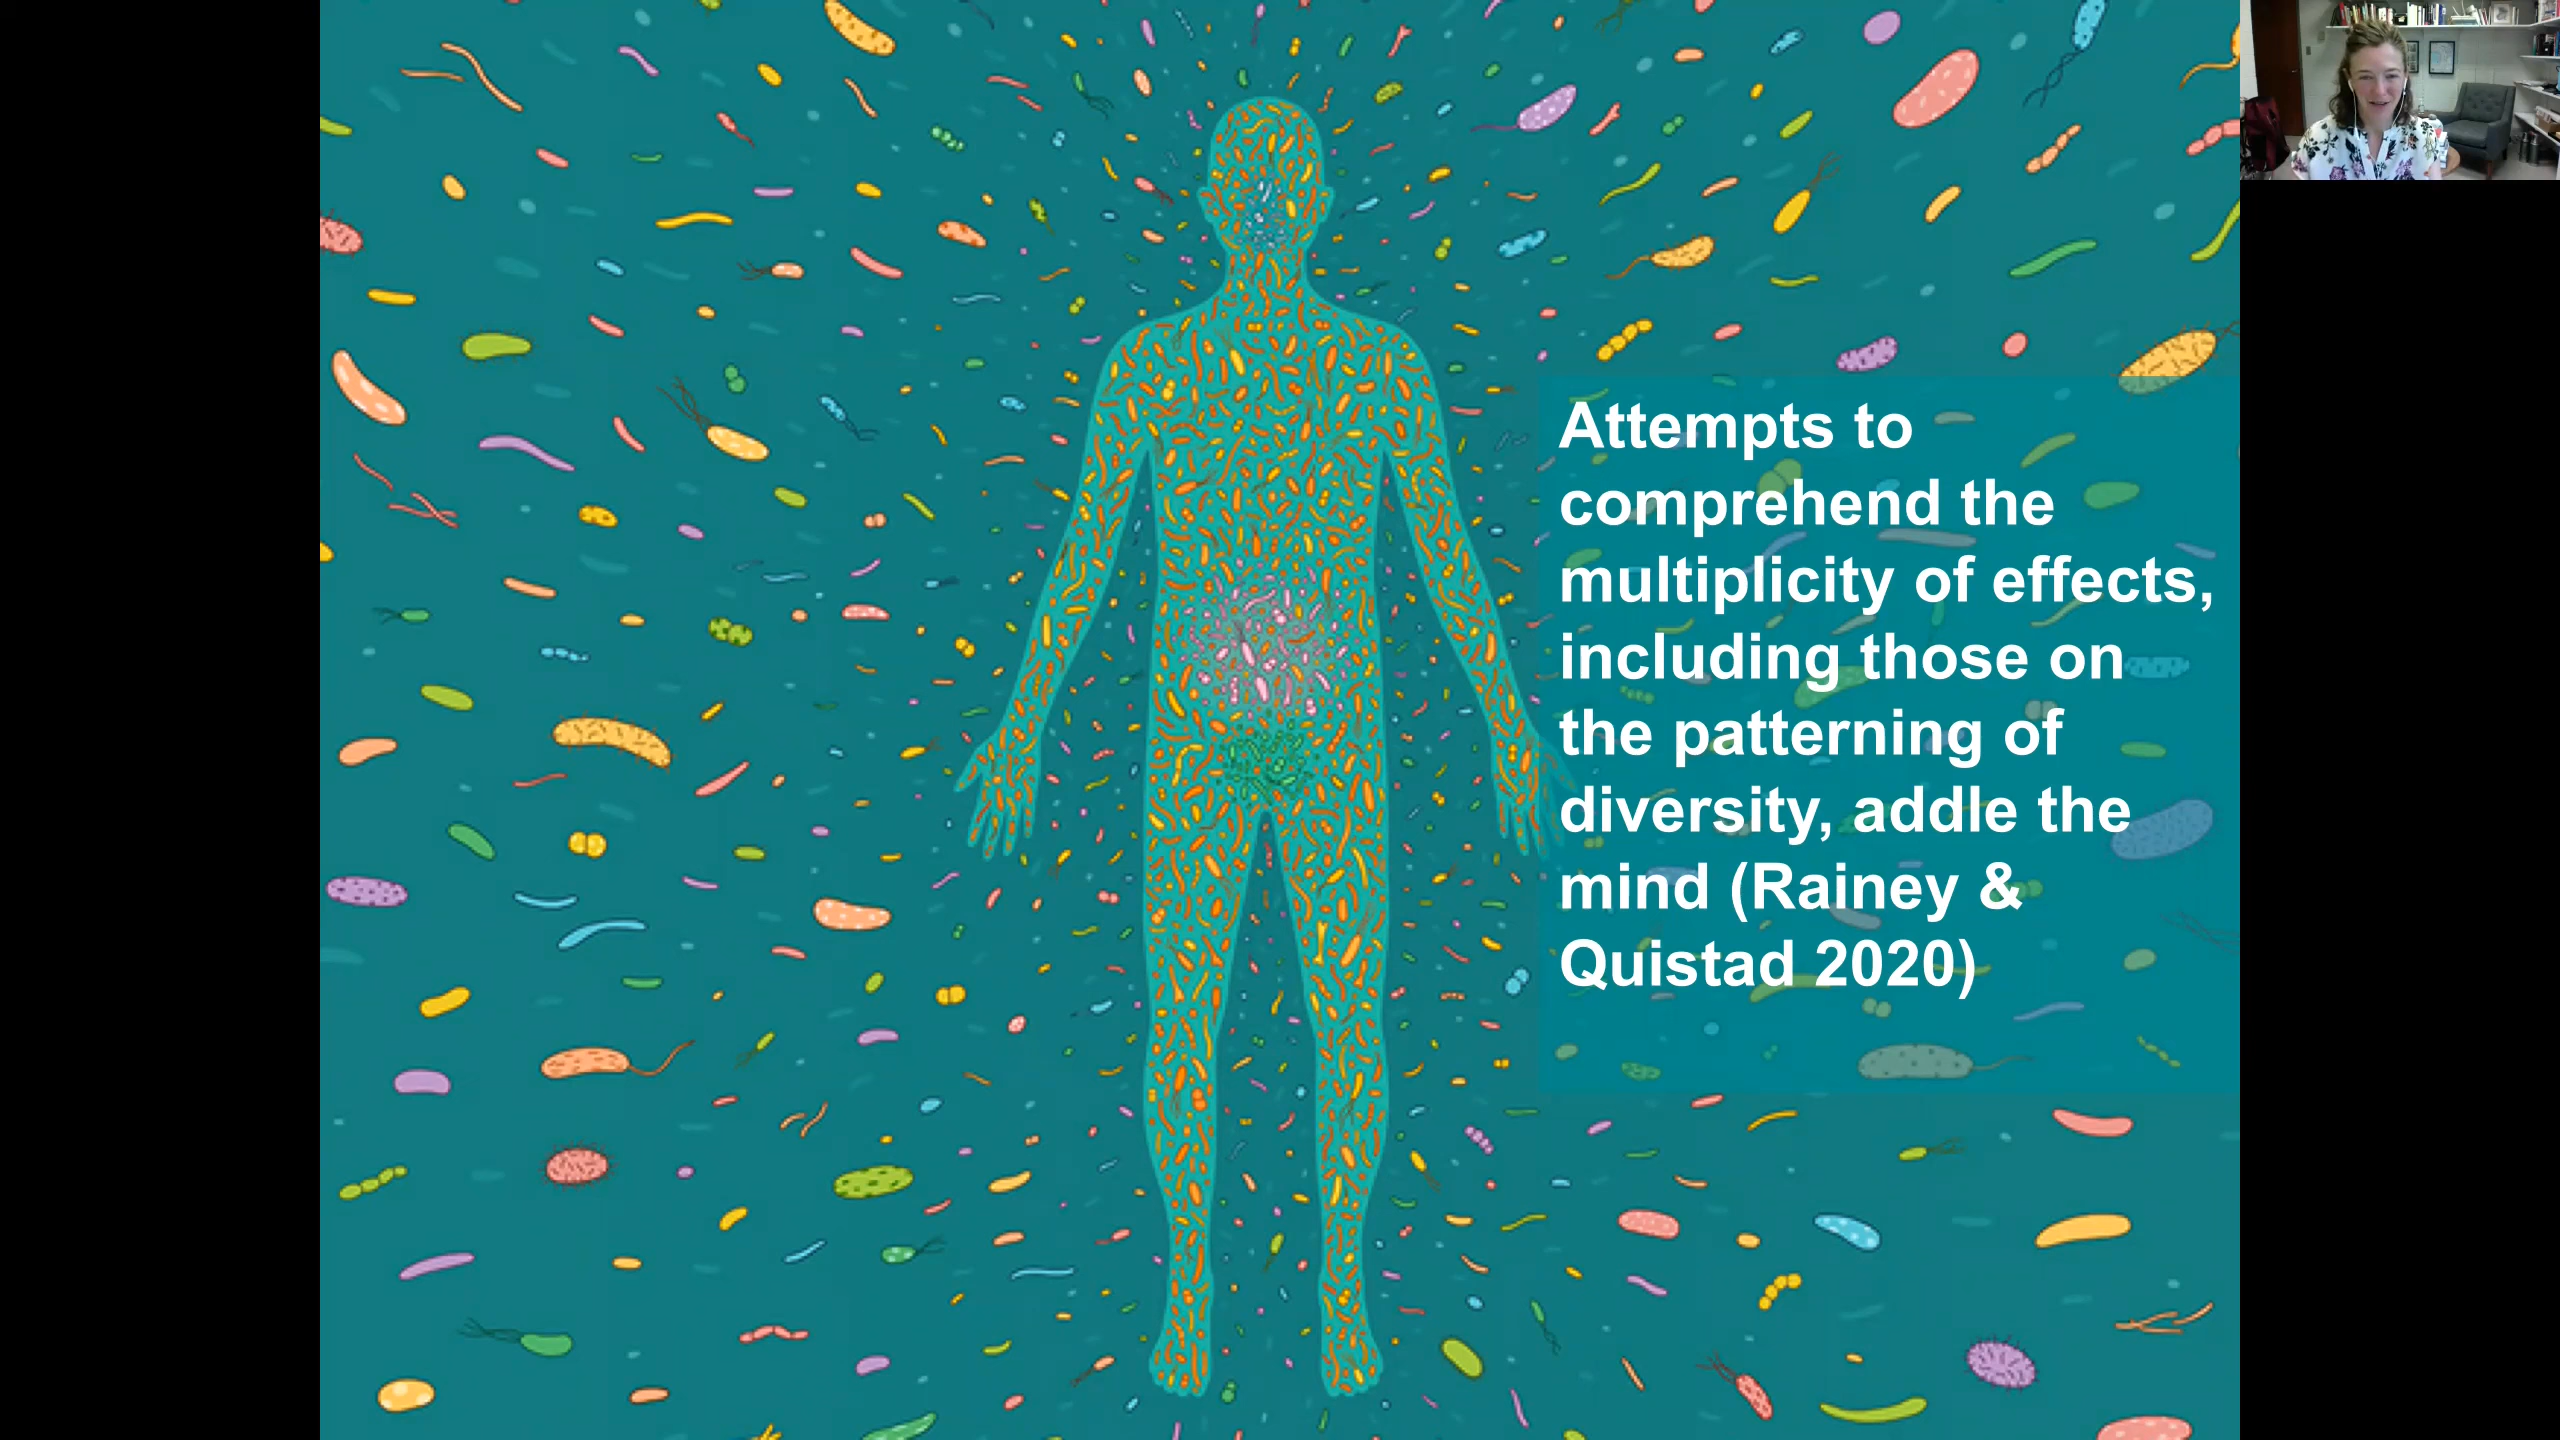 Attempts to
comprehend the
multiplicity of effects,
including those on
the patterning of
diversity, addle the
mind (Rainey &
Quistad 2020)